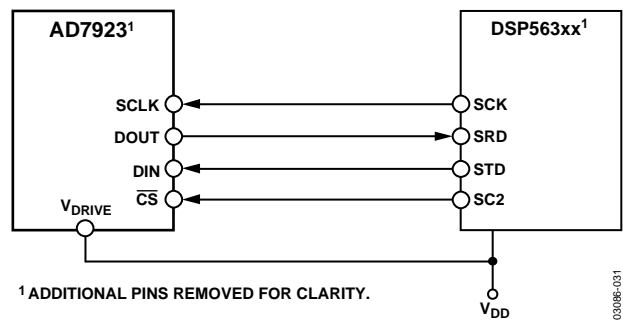 AD7923¹
DSP563xx¹
SCLK
SCK
DOUT
SRD
DIN
STD
CS
SC2
VDRIVE
¹ ADDITIONAL PINS REMOVED FOR CLARITY.
VDD
03086-031